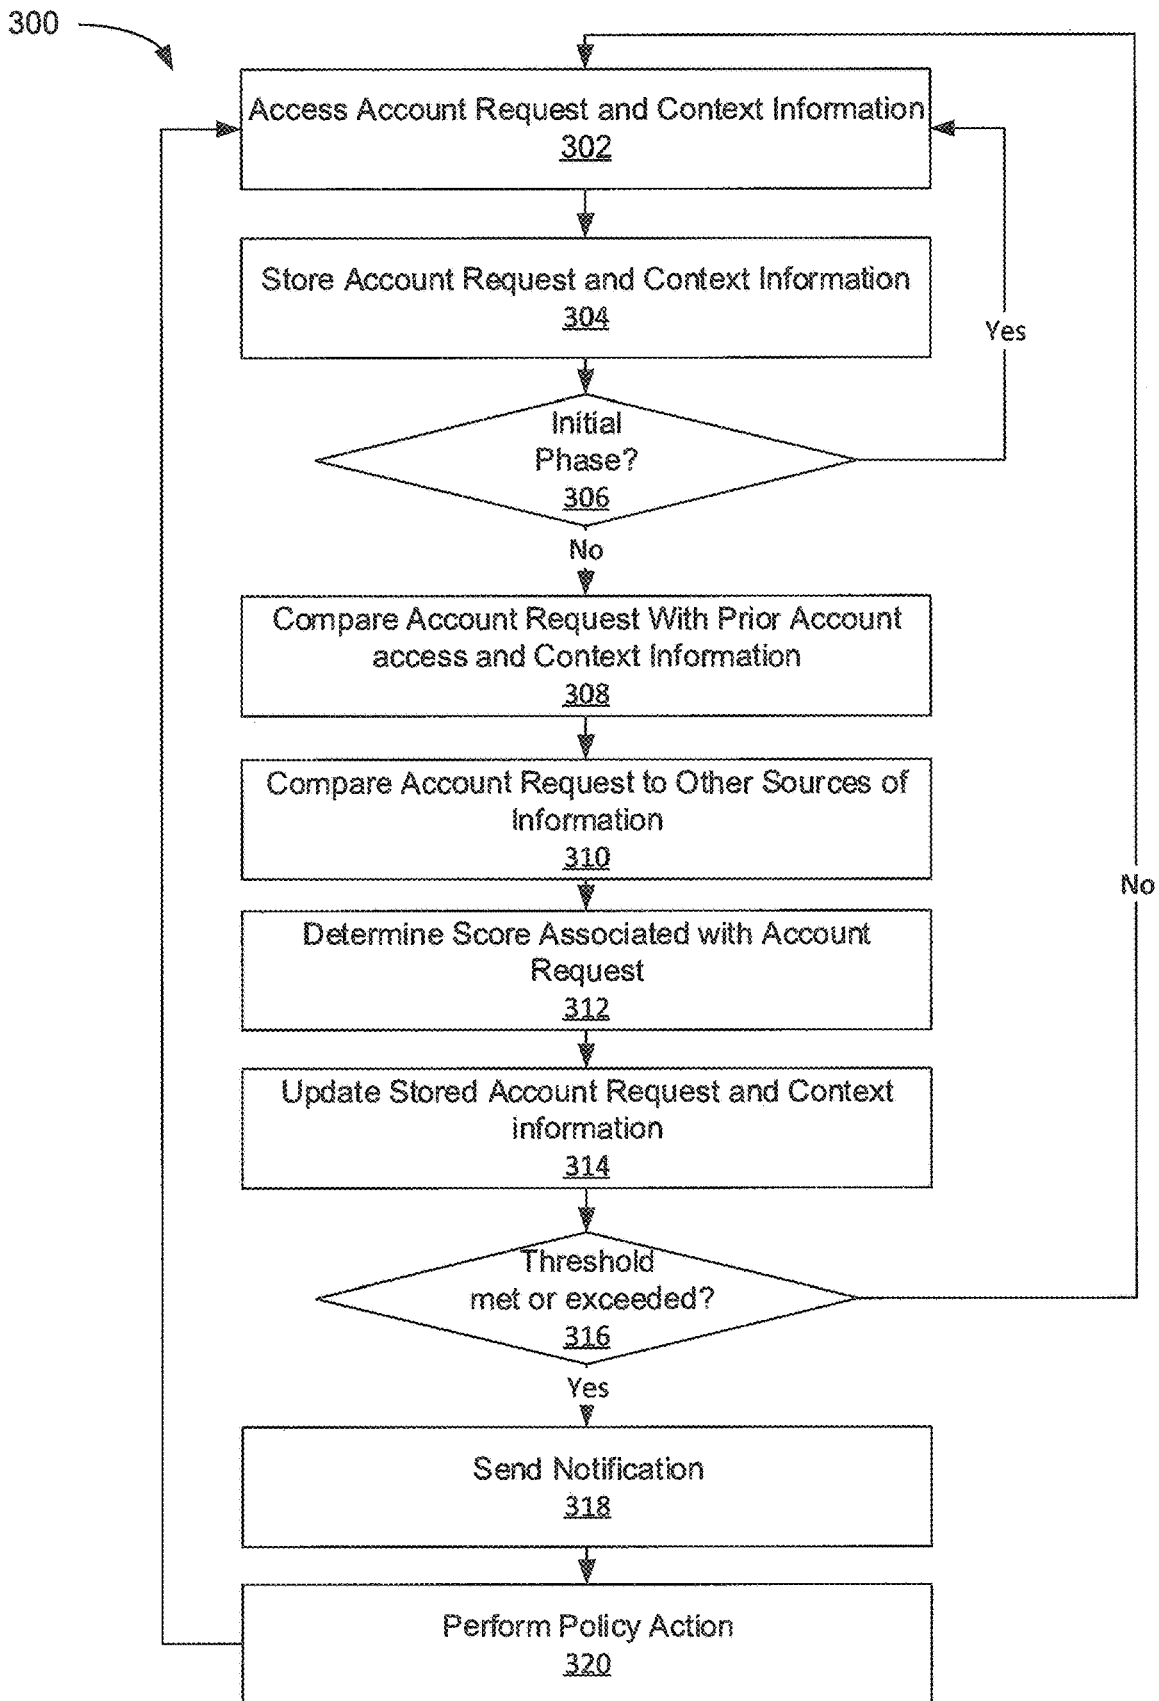 300
Access Account Request and Context Information
302
Store Account Request and Context Information
304
Yes
Initial
Phase?
306
No
Compare Account Request With Prior Account
access and Context Information
308
Compare Account Request to Other Sources of
Information
310
No
Determine Score Associated with Account
Request
312
Update Stored Account Request and Context
information
314
Threshold
met or exceeded?
316
Yes
Send Notification
318
Perform Policy Action
320